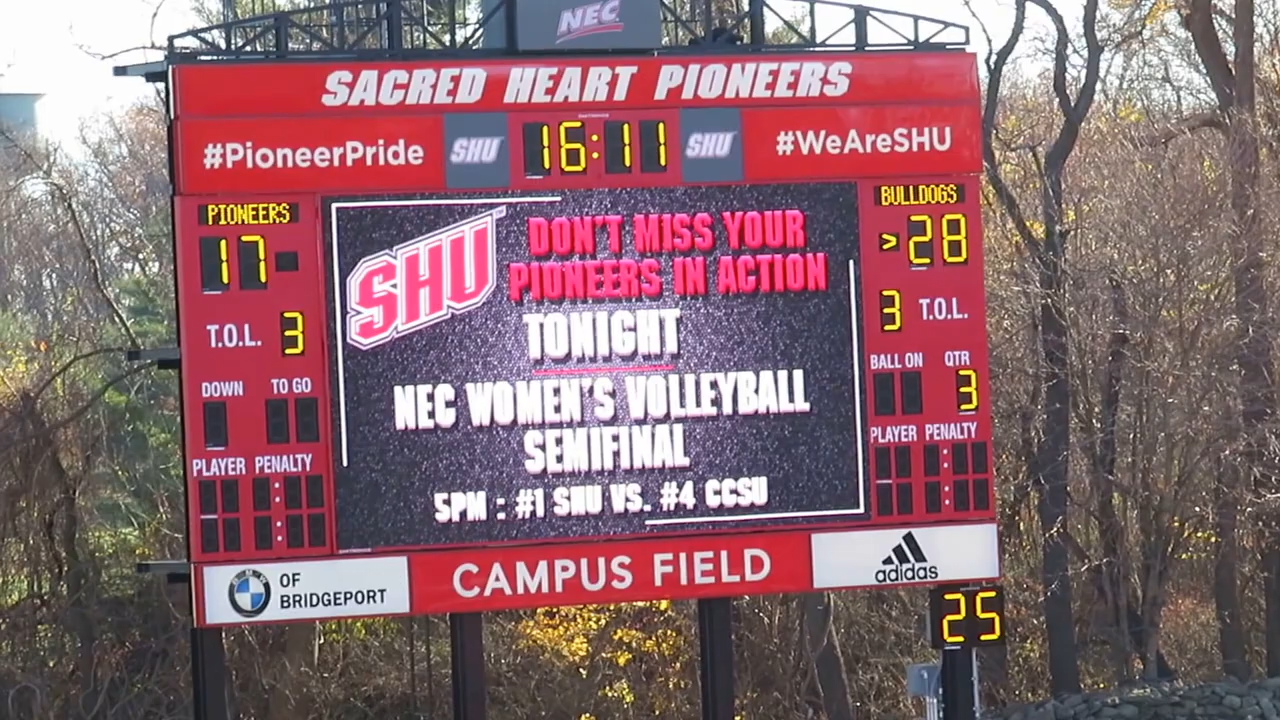 NEC
SACRED HEART PIONEERS
#PioneerPride
SHU
16:11
SHU
#WeAreSHU
PIONEERS
17
T.O.L. 3
DOWN TO GO
PLAYER PENALTY
SHU
DON'T MISS YOUR
PIONEERS IN ACTION
TONIGHT
NEC WOMEN'S VOLLEYBALL
SEMIFINAL
5PM : #1 SHU VS. #4 CCSU
BULLDOGS
>28
3 T.O.L.
BALL ON QTR
3
PLAYER PENALTY
BMW
OF
BRIDGEPORT
CAMPUS FIELD
adidas
25